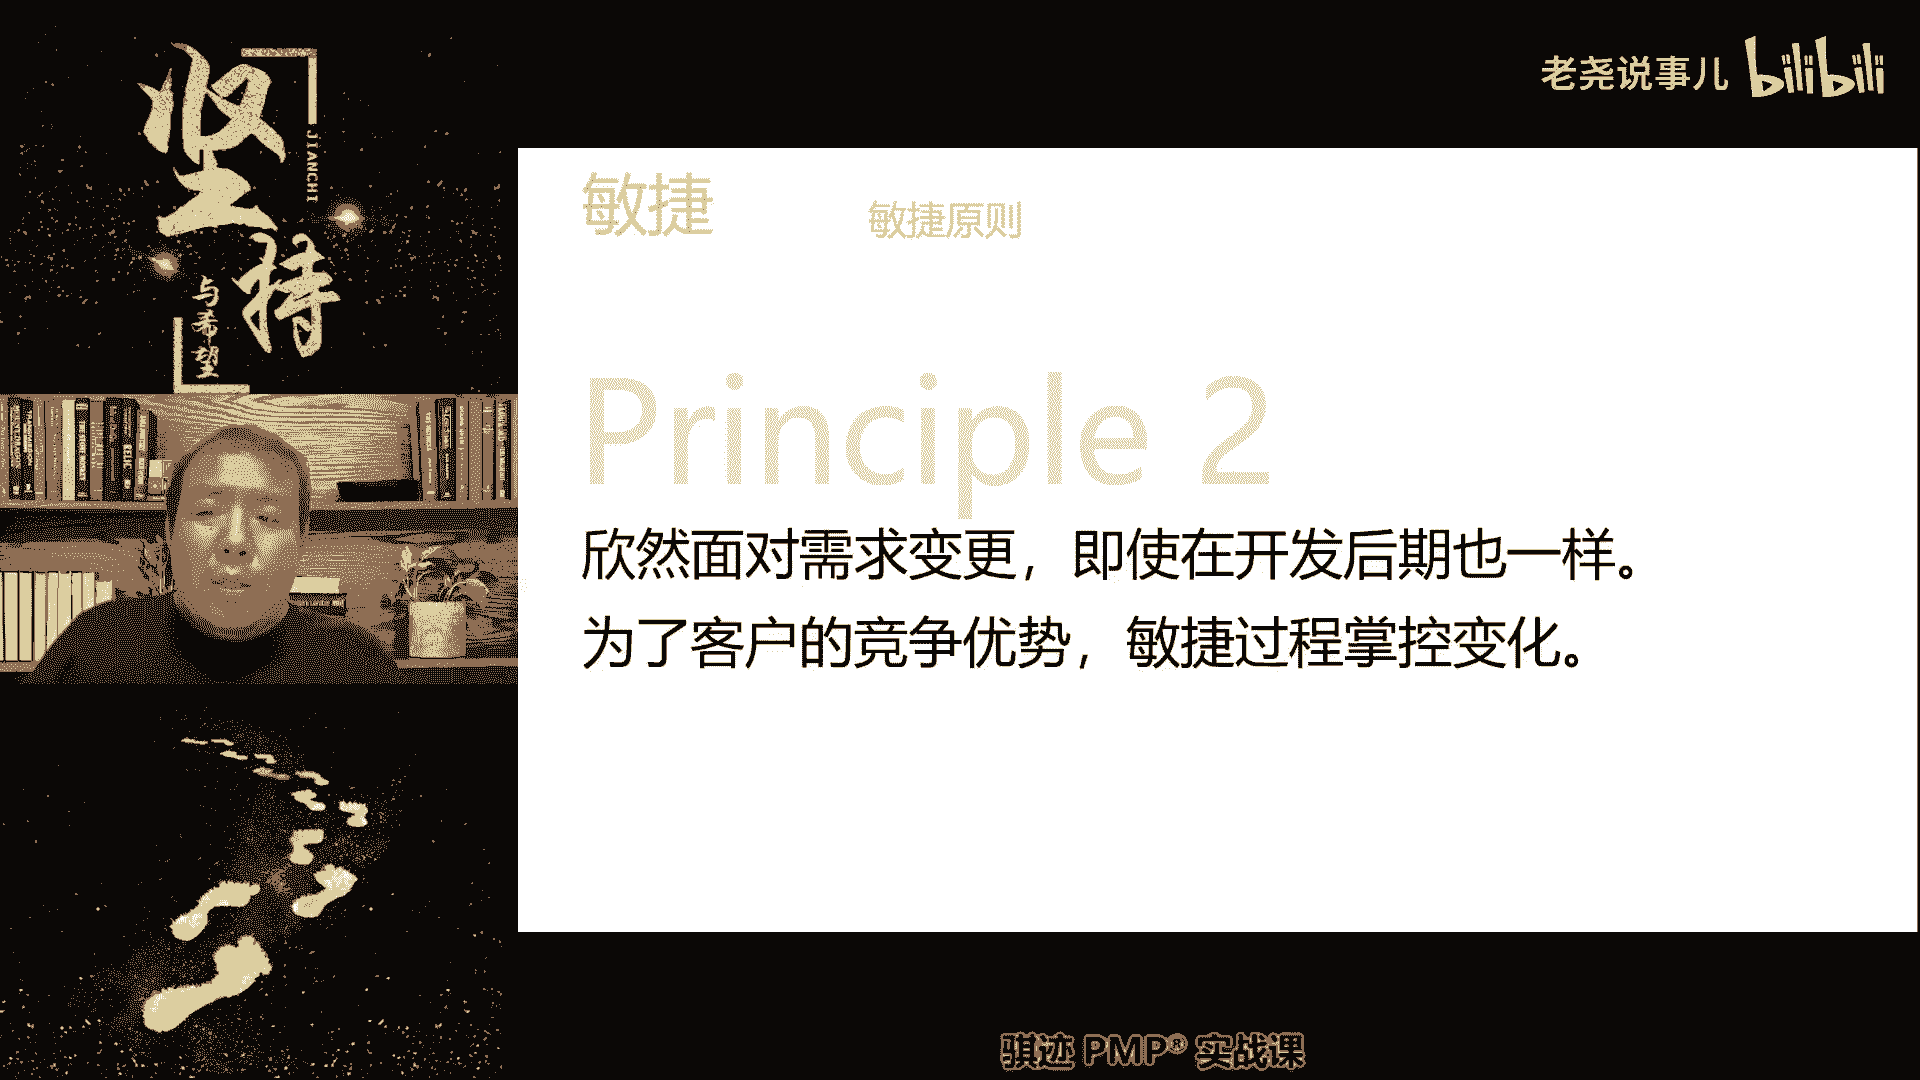 坚持
JIANCHI
与希望
老尧说事儿 bilibili
敏捷
敏捷原则
Principle 2
欣然面对需求变更，即使在开发后期也一样。
为了客户的竞争优势，敏捷过程掌控变化。
骐迹 PMP® 实战课